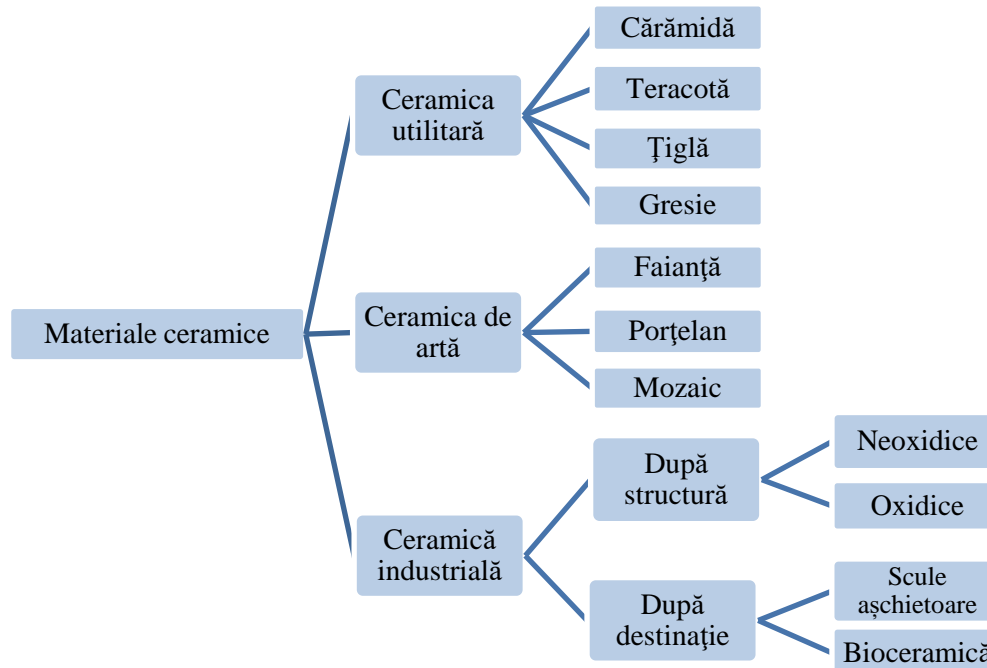 Cărămidă
Ceramica
utilitară
Teracotă
Ţiglă
Gresie
Materiale ceramice
Ceramica de
artă
Faianţă
Porţelan
Mozaic
Ceramică
industrială
După
structură
Neoxidice
Oxidice
După
destinaţie
Scule
așchietoare
Bioceramică